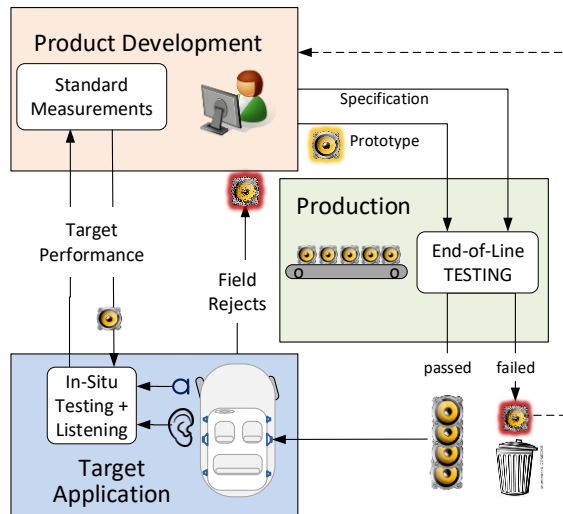 Product Development
Standard
Measurements
Specification
Prototype
Production
End-of-Line
TESTING
Target
Performance
Field
Rejects
passed
failed
In-Situ
Testing +
Listening
Target
Application